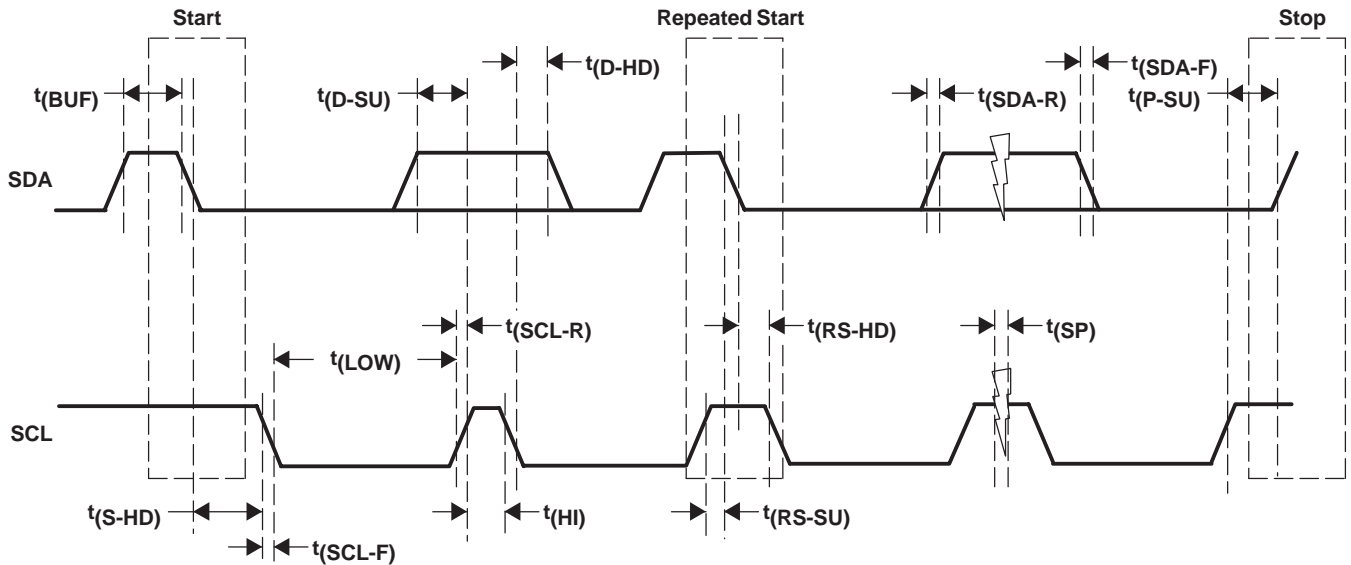 Start
Repeated Start
Stop
t(BUF)
t(D-SU)
t(D-HD)
t(SDA-R)
t(SDA-F)
t(P-SU)
SDA
t(SCL-R)
t(LOW)
t(RS-HD)
t(SP)
SCL
t(S-HD)
t(SCL-F)
t(HI)
t(RS-SU)